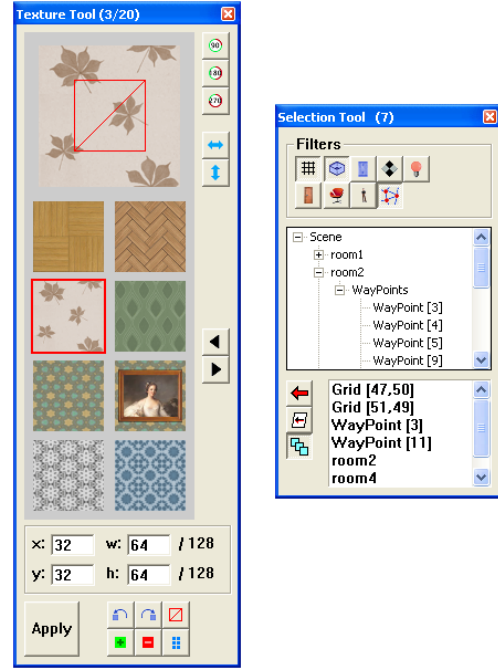 Texture Tool (3/20)
90
180
270
x: 32 w: 64 / 128
y: 32 h: 64 / 128
Apply
Selection Tool (7)
Filters
Scene
room1
room2
WayPoints
WayPoint [3]
WayPoint [4]
WayPoint [5]
WayPoint [9]
Grid [47,50]
Grid [51,49]
WayPoint [3]
WayPoint [11]
room2
room4